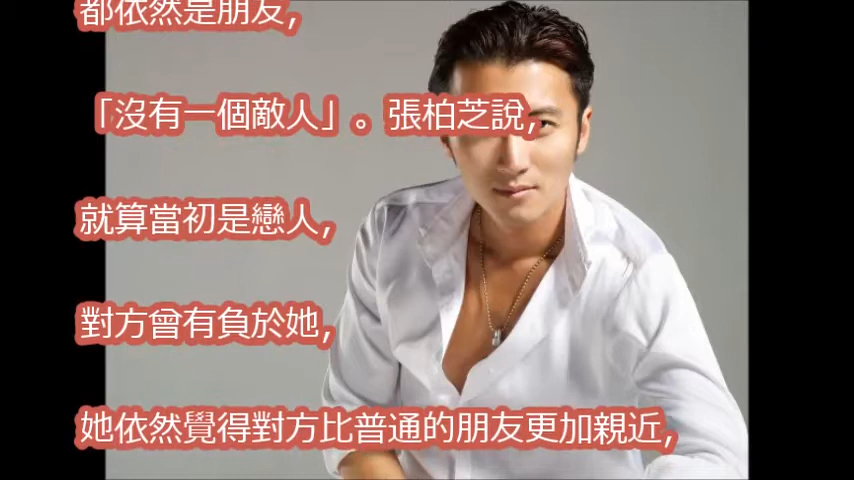 都依然是朋友，
「沒有一個敵人」。張柏芝說，
就算當初是戀人，
對方曾有負於她，
她依然覺得對方比普通的朋友更加親近，